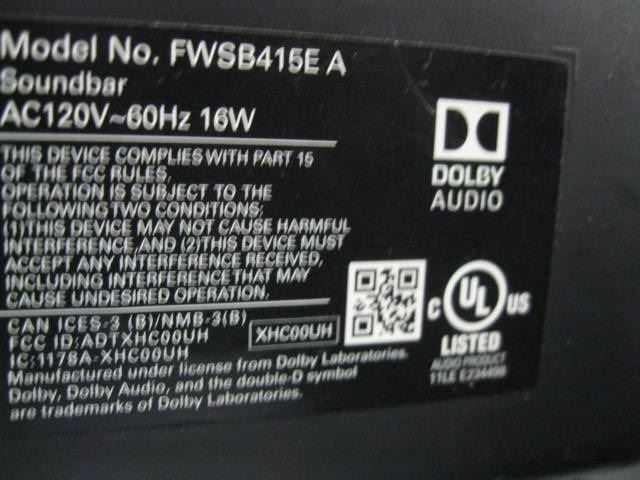 Model No. FWSB415E A
Soundbar
AC120V~60Hz 16W
THIS DEVICE COMPLIES WITH PART 15
OF THE FCC RULES.
OPERATION IS SUBJECT TO THE
FOLLOWING TWO CONDITIONS:
(1)THIS DEVICE MAY NOT CAUSE HARMFUL
INTERFERENCE,AND (2)THIS DEVICE MUST
ACCEPT ANY INTERFERENCE RECEIVED,
INCLUDING INTERFERENCE THAT MAY
CAUSE UNDESIRED OPERATION.
CAN ICES-3 (B)/NMB-3(B)
FCC ID:ADTXHC00UH
IC:1178A-XHC00UH
XHC00UH
Manufactured under license from Dolby Laboratories.
Dolby, Dolby Audio, and the double-D symbol
are trademarks of Dolby Laboratories.
DOLBY
AUDIO
C UL US
LISTED
AUDIO PRODUCT
11LE E234498